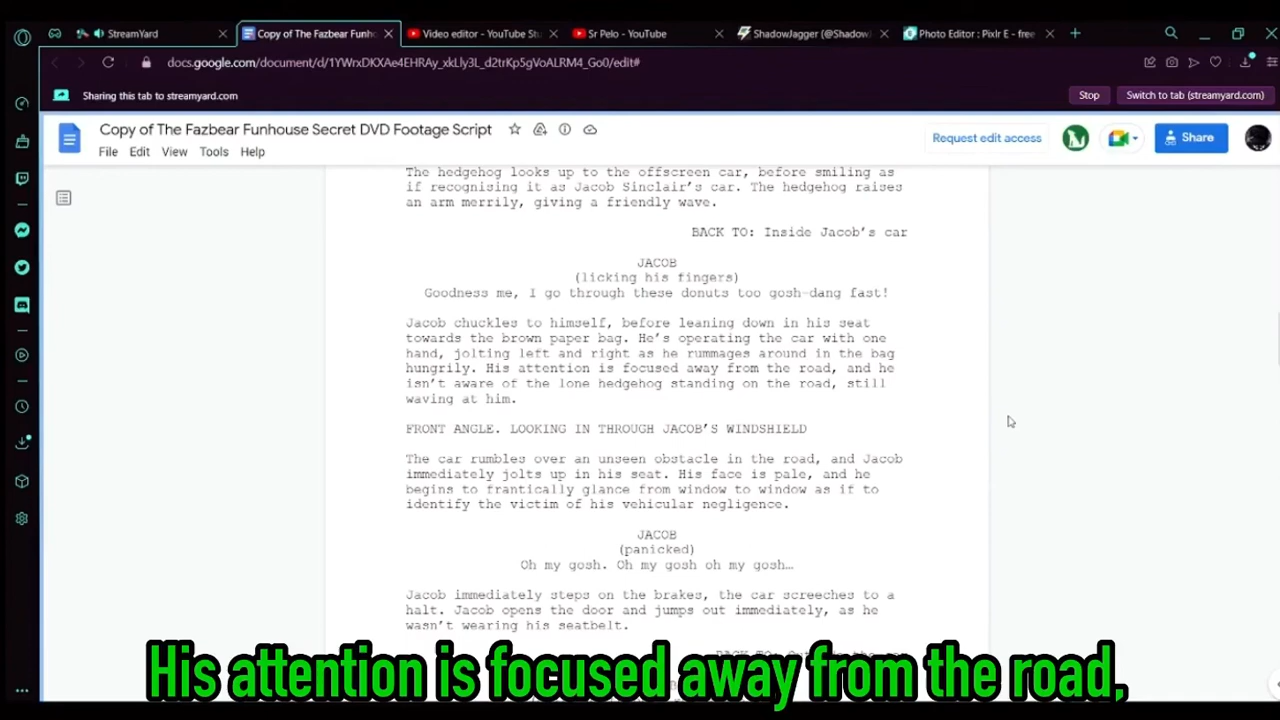 StreamYard
Copy of The Fazbear Funho
Video editor - YouTube Stu
Sr Pelo - YouTube
ShadowJagger (@Shadow
Photo Editor : Pixlr E - free
docs.google.com/document/d/1YWrxDKXAe4EHRAy_xkLly3L_d2trKp5gVoALRM4_Go0/edit#
Sharing this tab to streamyard.com
Stop
Switch to tab (streamyard.com)
Copy of The Fazbear Funhouse Secret DVD Footage Script
File Edit View Tools Help
Request edit access
Share
The hedgehog looks up to the offscreen car, before smiling as
if recognising it as Jacob Sinclair's car. The hedgehog raises
an arm merrily, giving a friendly wave.
BACK TO: Inside Jacob's car
JACOB
(licking his fingers)
Goodness me, I go through these donuts too gosh-dang fast!
Jacob chuckles to himself, before leaning down in his seat
towards the brown paper bag. He's operating the car with one
hand, jolting left and right as he rummages around in the bag
hungrily. His attention is focused away from the road, and he
isn't aware of the lone hedgehog standing on the road, still
waving at him.
FRONT ANGLE. LOOKING IN THROUGH JACOB'S WINDSHIELD
The car rumbles over an unseen obstacle in the road, and Jacob
immediately jolts up in his seat. His face is pale, and he
begins to frantically glance from window to window as if to
identify the victim of his vehicular negligence.
JACOB
(panicked)
Oh my gosh. Oh my gosh oh my gosh…
Jacob immediately steps on the brakes, the car screeches to a
halt. Jacob opens the door and jumps out immediately, as he
wasn't wearing his seatbelt.
His attention is focused away from the road,